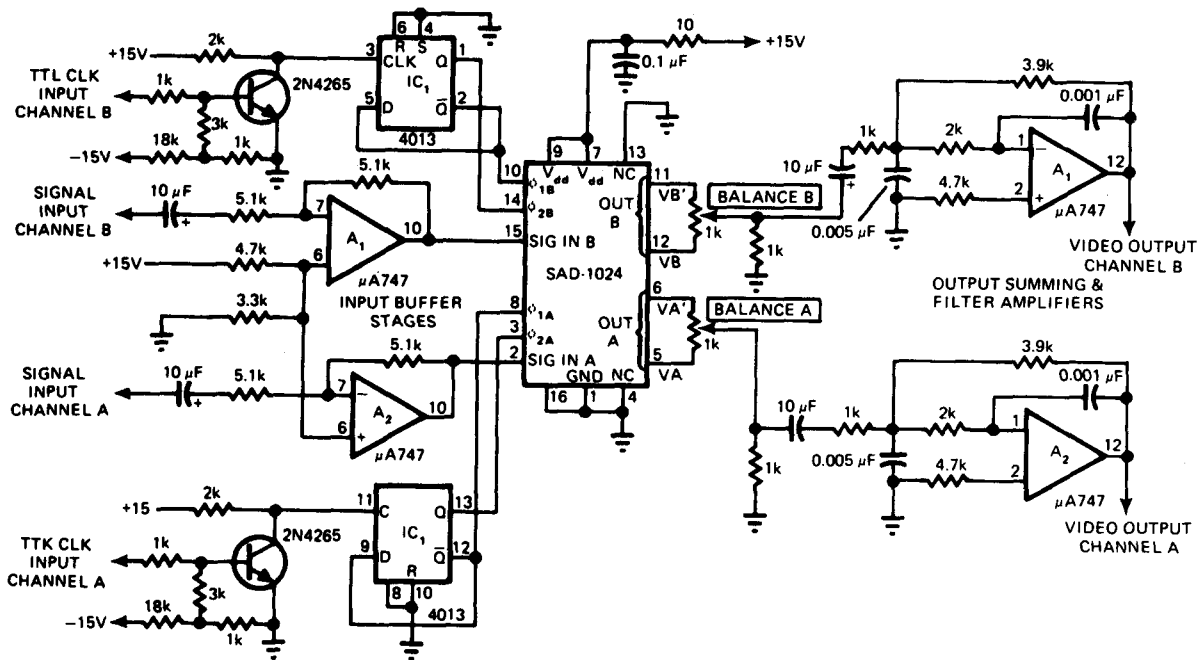 +15V
2k
TTL CLK
INPUT
CHANNEL B
1k
2N4265
3k
-15V
18k
1k
6
4
R
S
3
CLK
Q
1
IC1
5
D
Q̄
2
4013
10
+15V
0.1 μF
SIGNAL
INPUT
CHANNEL B
10 μF
+
5.1k
5.1k
7
A1
10
6
μA747
+15V
4.7k
3.3k
INPUT BUFFER
STAGES
SIGNAL
INPUT
CHANNEL A
10 μF
+
5.1k
5.1k
7
-
A2
10
6
+
μA747
9
7
13
Vdd
Vdd
NC
10
ϕ1B
14
ϕ2B
15
SIG IN B
SAD-1024
8
ϕ1A
3
ϕ2A
2
SIG IN A
GND
NC
16
1
4
OUT
B
11
VB'
12
VB
1k
BALANCE B
1k
OUT
A
6
VA'
5
VA
1k
BALANCE A
1k
10 μF
+
1k
0.005 μF
3.9k
0.001 μF
2k
1
-
A1
12
4.7k
2
+
μA747
VIDEO OUTPUT
CHANNEL B
OUTPUT SUMMING &
FILTER AMPLIFIERS
10 μF
1k
0.005 μF
3.9k
0.001 μF
2k
1
A2
12
4.7k
2
μA747
VIDEO OUTPUT
CHANNEL A
+15
2k
TTK CLK
INPUT
CHANNEL A
1k
2N4265
3k
-15V
18k
1k
11
C
Q
13
IC1
9
D
Q̄
12
R
8
10
4013